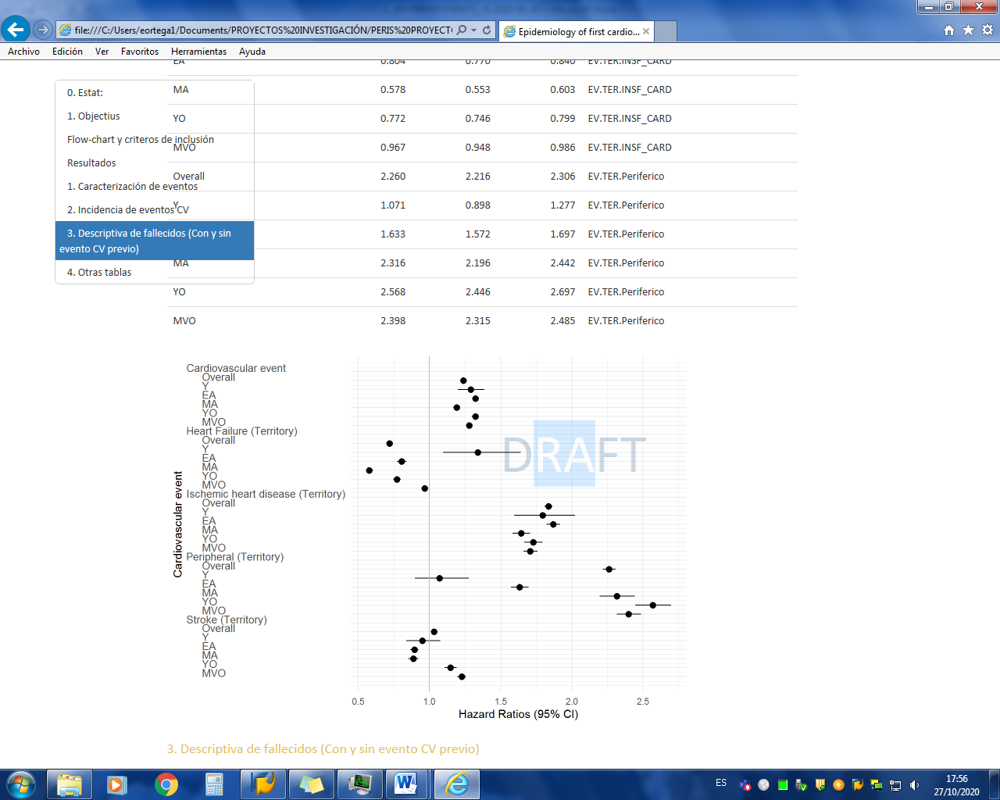 file:///C:/Users/eortega1/Documents/PROYECTOS%20INVESTIGACIÓN/PERIS%20PROYECT
Epidemiology of first cardio...
Archivo Edición Ver Favoritos Herramientas Ayuda
EA 0.804 0.770 0.840 EV.TER.INSF_CARD
MA 0.578 0.553 0.603 EV.TER.INSF_CARD
YO 0.772 0.746 0.799 EV.TER.INSF_CARD
MVO 0.967 0.948 0.986 EV.TER.INSF_CARD
Overall 2.260 2.216 2.306 EV.TER.Periferico
Y 1.071 0.898 1.277 EV.TER.Periferico
1.633 1.572 1.697 EV.TER.Periferico
MA 2.316 2.196 2.442 EV.TER.Periferico
YO 2.568 2.446 2.697 EV.TER.Periferico
MVO 2.398 2.315 2.485 EV.TER.Periferico
0. Estat:
1. Objectius
Flow-chart y criteros de inclusión
Resultados
1. Caracterización de eventos
2. Incidencia de eventos CV
3. Descriptiva de fallecidos (Con y sin
evento CV previo)
4. Otras tablas
Cardiovascular event
Overall
Y
EA
MA
YO
MVO
Heart Failure (Territory)
Overall
Y
EA
MA
YO
MVO
Ischemic heart disease (Territory)
Overall
Y
EA
MA
YO
MVO
Peripheral (Territory)
Overall
Y
EA
MA
YO
MVO
Stroke (Territory)
Overall
Y
EA
MA
YO
MVO
Cardiovascular event
DRAFT
0.5 1.0 1.5 2.0 2.5
Hazard Ratios (95% CI)
3. Descriptiva de fallecidos (Con y sin evento CV previo)
ES
17:56
27/10/2020